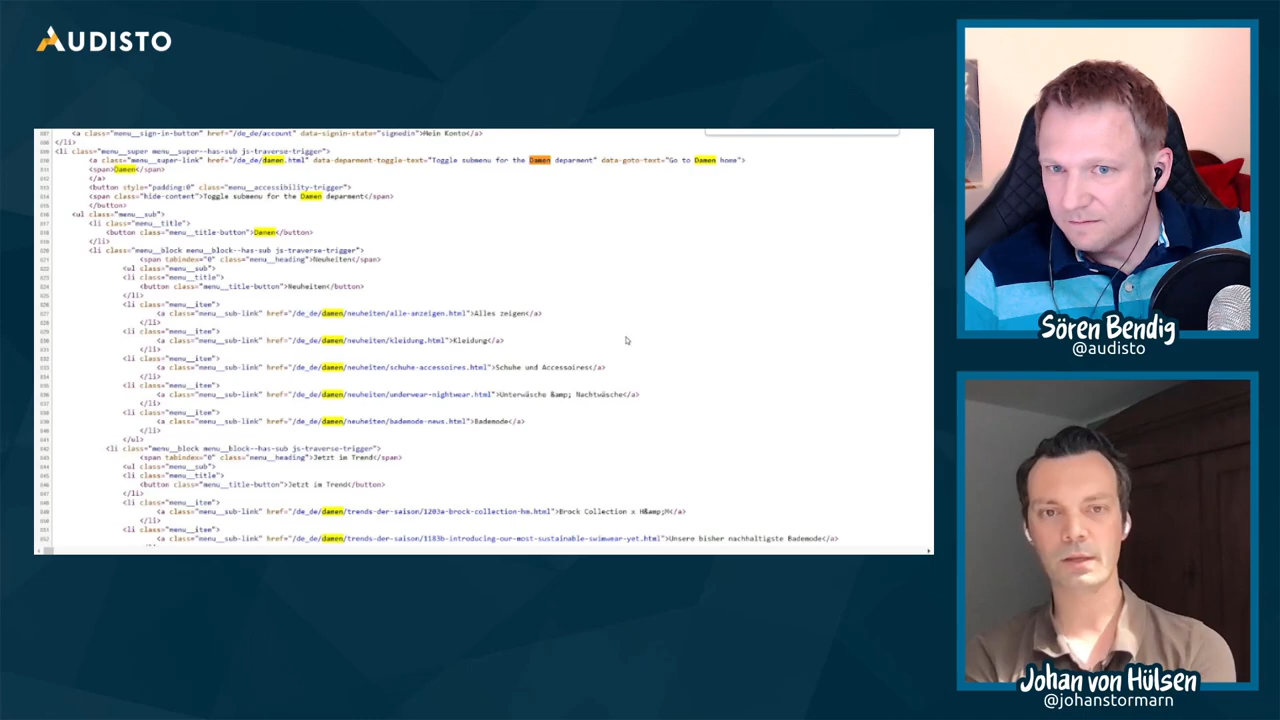 AUDISTO
<a class="menu__sign-in-button" href="/de_de/account" data-signin-state="signedin">Mein Konto</a>
</li>
<li class="menu__super menu__super--has-sub js-traverse-trigger">
<a class="menu__super-link" href="/de_de/damen.html" data-deparment-toggle-text="Toggle submenu for the Damen deparment" data-goto-text="Go to Damen home">
<span>Damen</span>
</a>
<button style="padding:0" class="menu__accessibility-trigger">
<span class="hide-content">Toggle submenu for the Damen deparment</span>
</button>
<ul class="menu__sub">
<li class="menu__title">
<button class="menu__title-button">Damen</button>
</li>
<li class="menu__block menu__block--has-sub js-traverse-trigger">
<span tabindex="0" class="menu__heading">Neuheiten</span>
<ul class="menu__sub">
<li class="menu__title">
<button class="menu__title-button">Neuheiten</button>
</li>
<li class="menu__item">
<a class="menu__sub-link" href="/de_de/damen/neuheiten/alle-anzeigen.html">Alles zeigen</a>
</li>
<li class="menu__item">
<a class="menu__sub-link" href="/de_de/damen/neuheiten/kleidung.html">Kleidung</a>
</li>
<li class="menu__item">
<a class="menu__sub-link" href="/de_de/damen/neuheiten/schuhe-accessoires.html">Schuhe und Accessoires</a>
</li>
<li class="menu__item">
<a class="menu__sub-link" href="/de_de/damen/neuheiten/underwear-nightwear.html">Unterwäsche &amp; Nachtwäsche</a>
</li>
<li class="menu__item">
<a class="menu__sub-link" href="/de_de/damen/neuheiten/bademode-news.html">Bademode</a>
</li>
</ul>
<li class="menu__block menu__block--has-sub js-traverse-trigger">
<span tabindex="0" class="menu__heading">Jetzt im Trend</span>
<ul class="menu__sub">
<li class="menu__title">
<button class="menu__title-button">Jetzt im Trend</button>
</li>
<li class="menu__item">
<a class="menu__sub-link" href="/de_de/damen/trends-der-saison/1203a-brock-collection-hm.html">Brock Collection x H&amp;M</a>
</li>
<li class="menu__item">
<a class="menu__sub-link" href="/de_de/damen/trends-der-saison/1183b-introducing-our-most-sustainable-swimwear-yet.html">Unsere bisher nachhaltigste Bademode</a>
Sören Bendig
@audisto
Johan von Hülsen
@johanstormarn